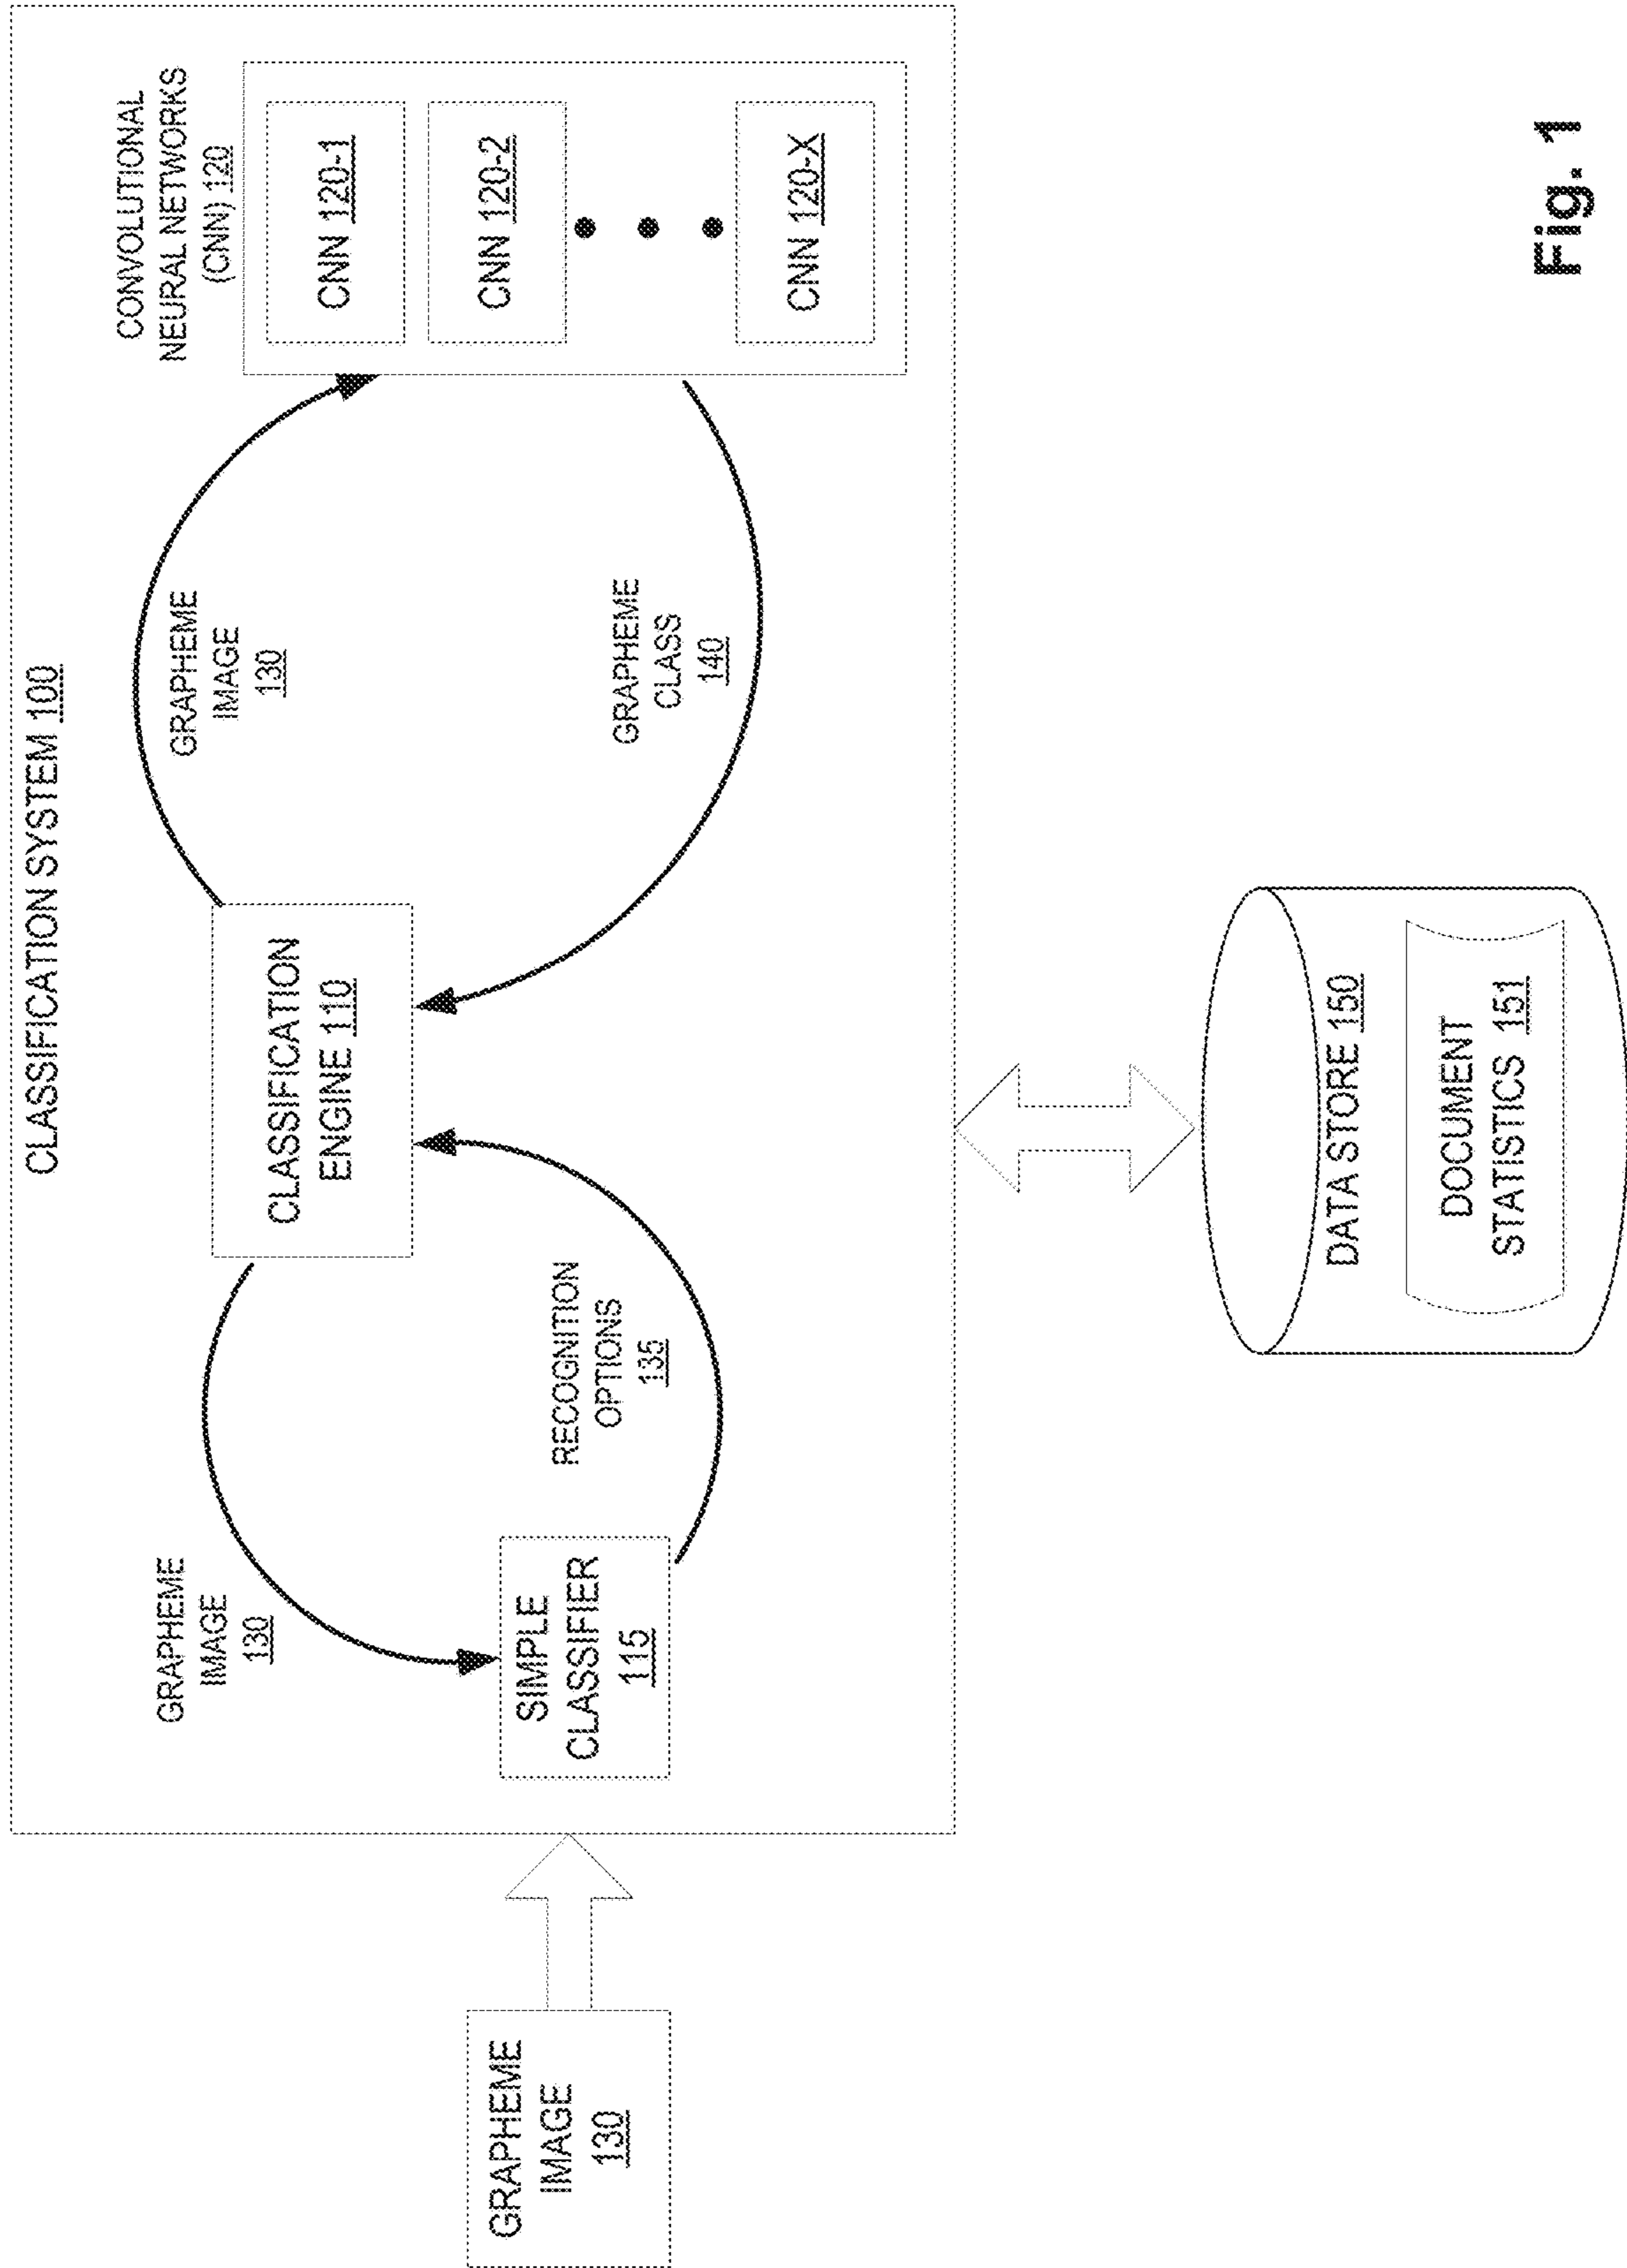 CLASSIFICATION SYSTEM 100
CONVOLUTIONAL
NEURAL NETWORKS
(CNN) 120
GRAPHEME
IMAGE
130
GRAPHEME
IMAGE
130
CLASSIFICATION
ENGINE 110
CNN 120-1
CNN 120-2
CNN 120-X
SIMPLE
CLASSIFIER
115
RECOGNITION
OPTIONS
135
GRAPHEME
CLASS
140
GRAPHEME
IMAGE
130
DATA STORE 150
DOCUMENT
STATISTICS 151
Fig. 1